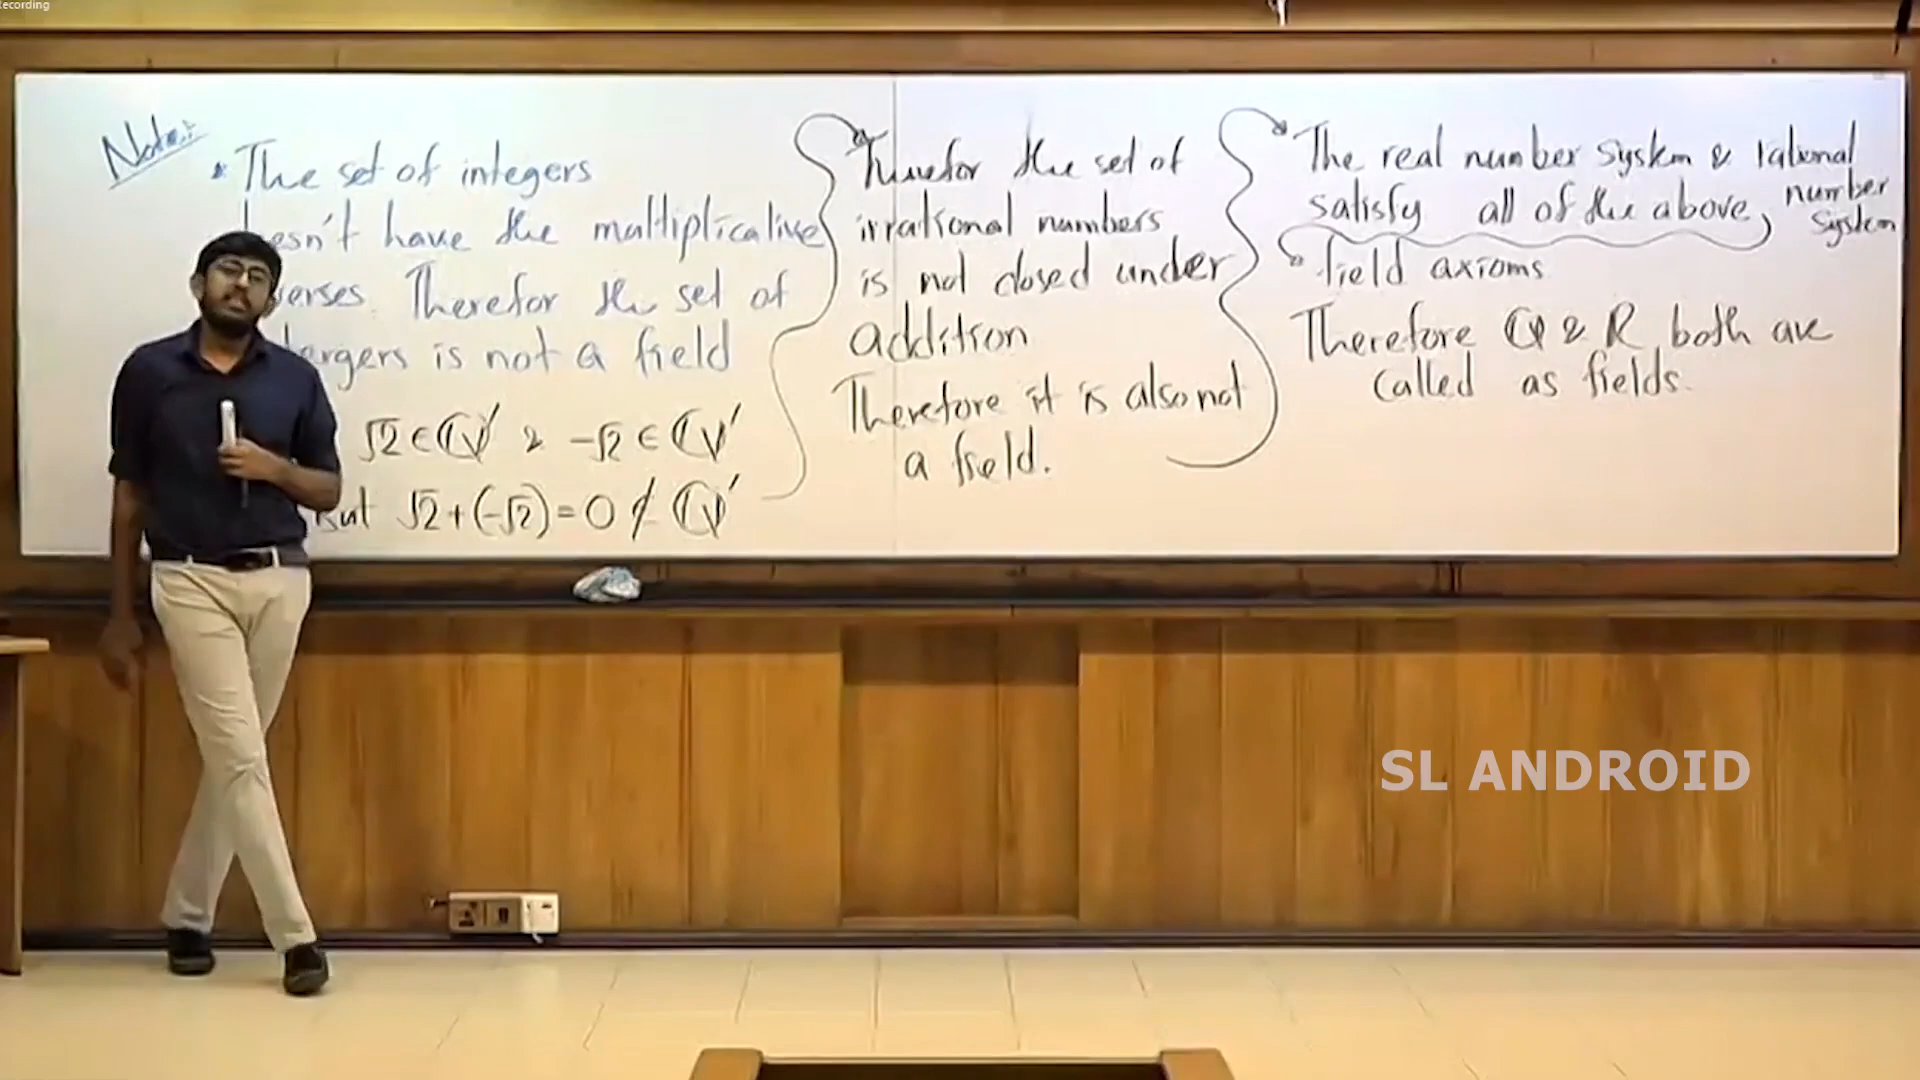 Recording
Note:
* The set of integers
esn't have the multiplicative
erses. Therefor the set of
tergers is not a field
√2 ∈ Q' & -√2 ∈ Q'
But √2+(-√2)=0 ∉ Q'
Therefor the set of
irrational numbers
is not closed under
addition
Therefore it is also not
a field.
The real number system & rational
number
system
satisfy all of the above,
field axioms
Therefore Q & R both are
called as fields.
SL ANDROID